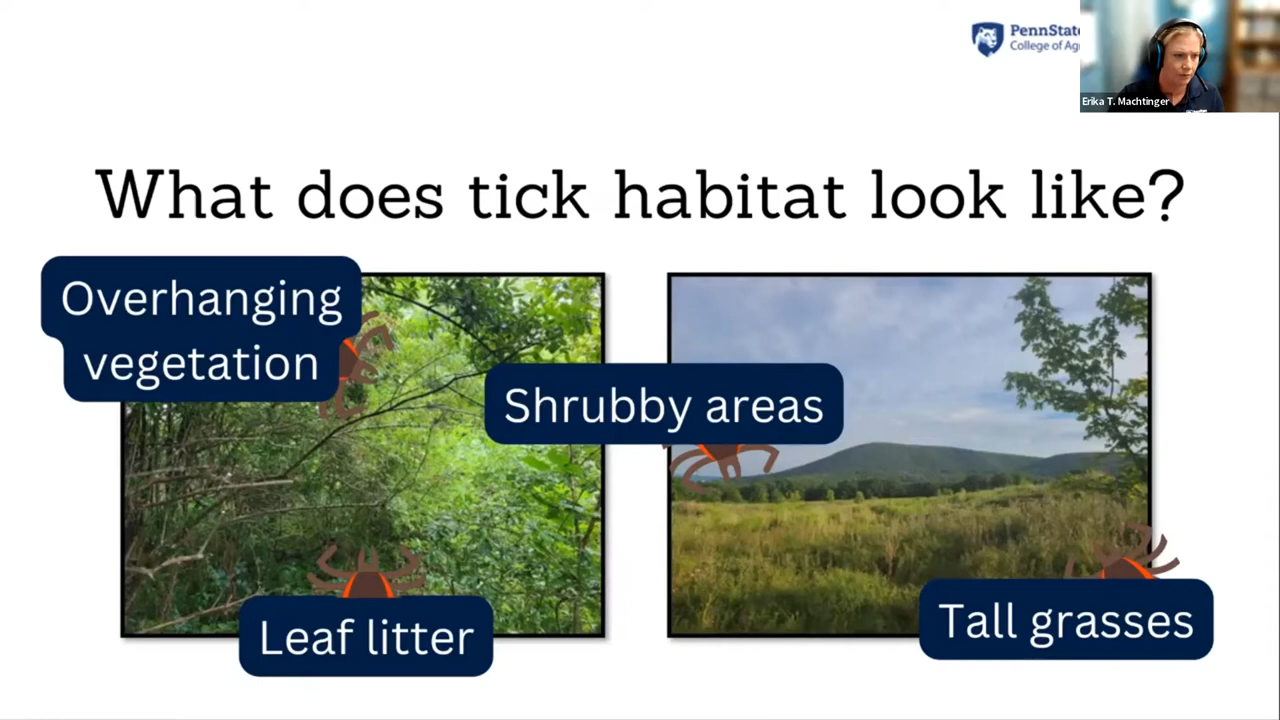 PennState
College of Ag
Erika T. Machtinger
What does tick habitat look like?
Overhanging
vegetation
Shrubby areas
Leaf litter
Tall grasses